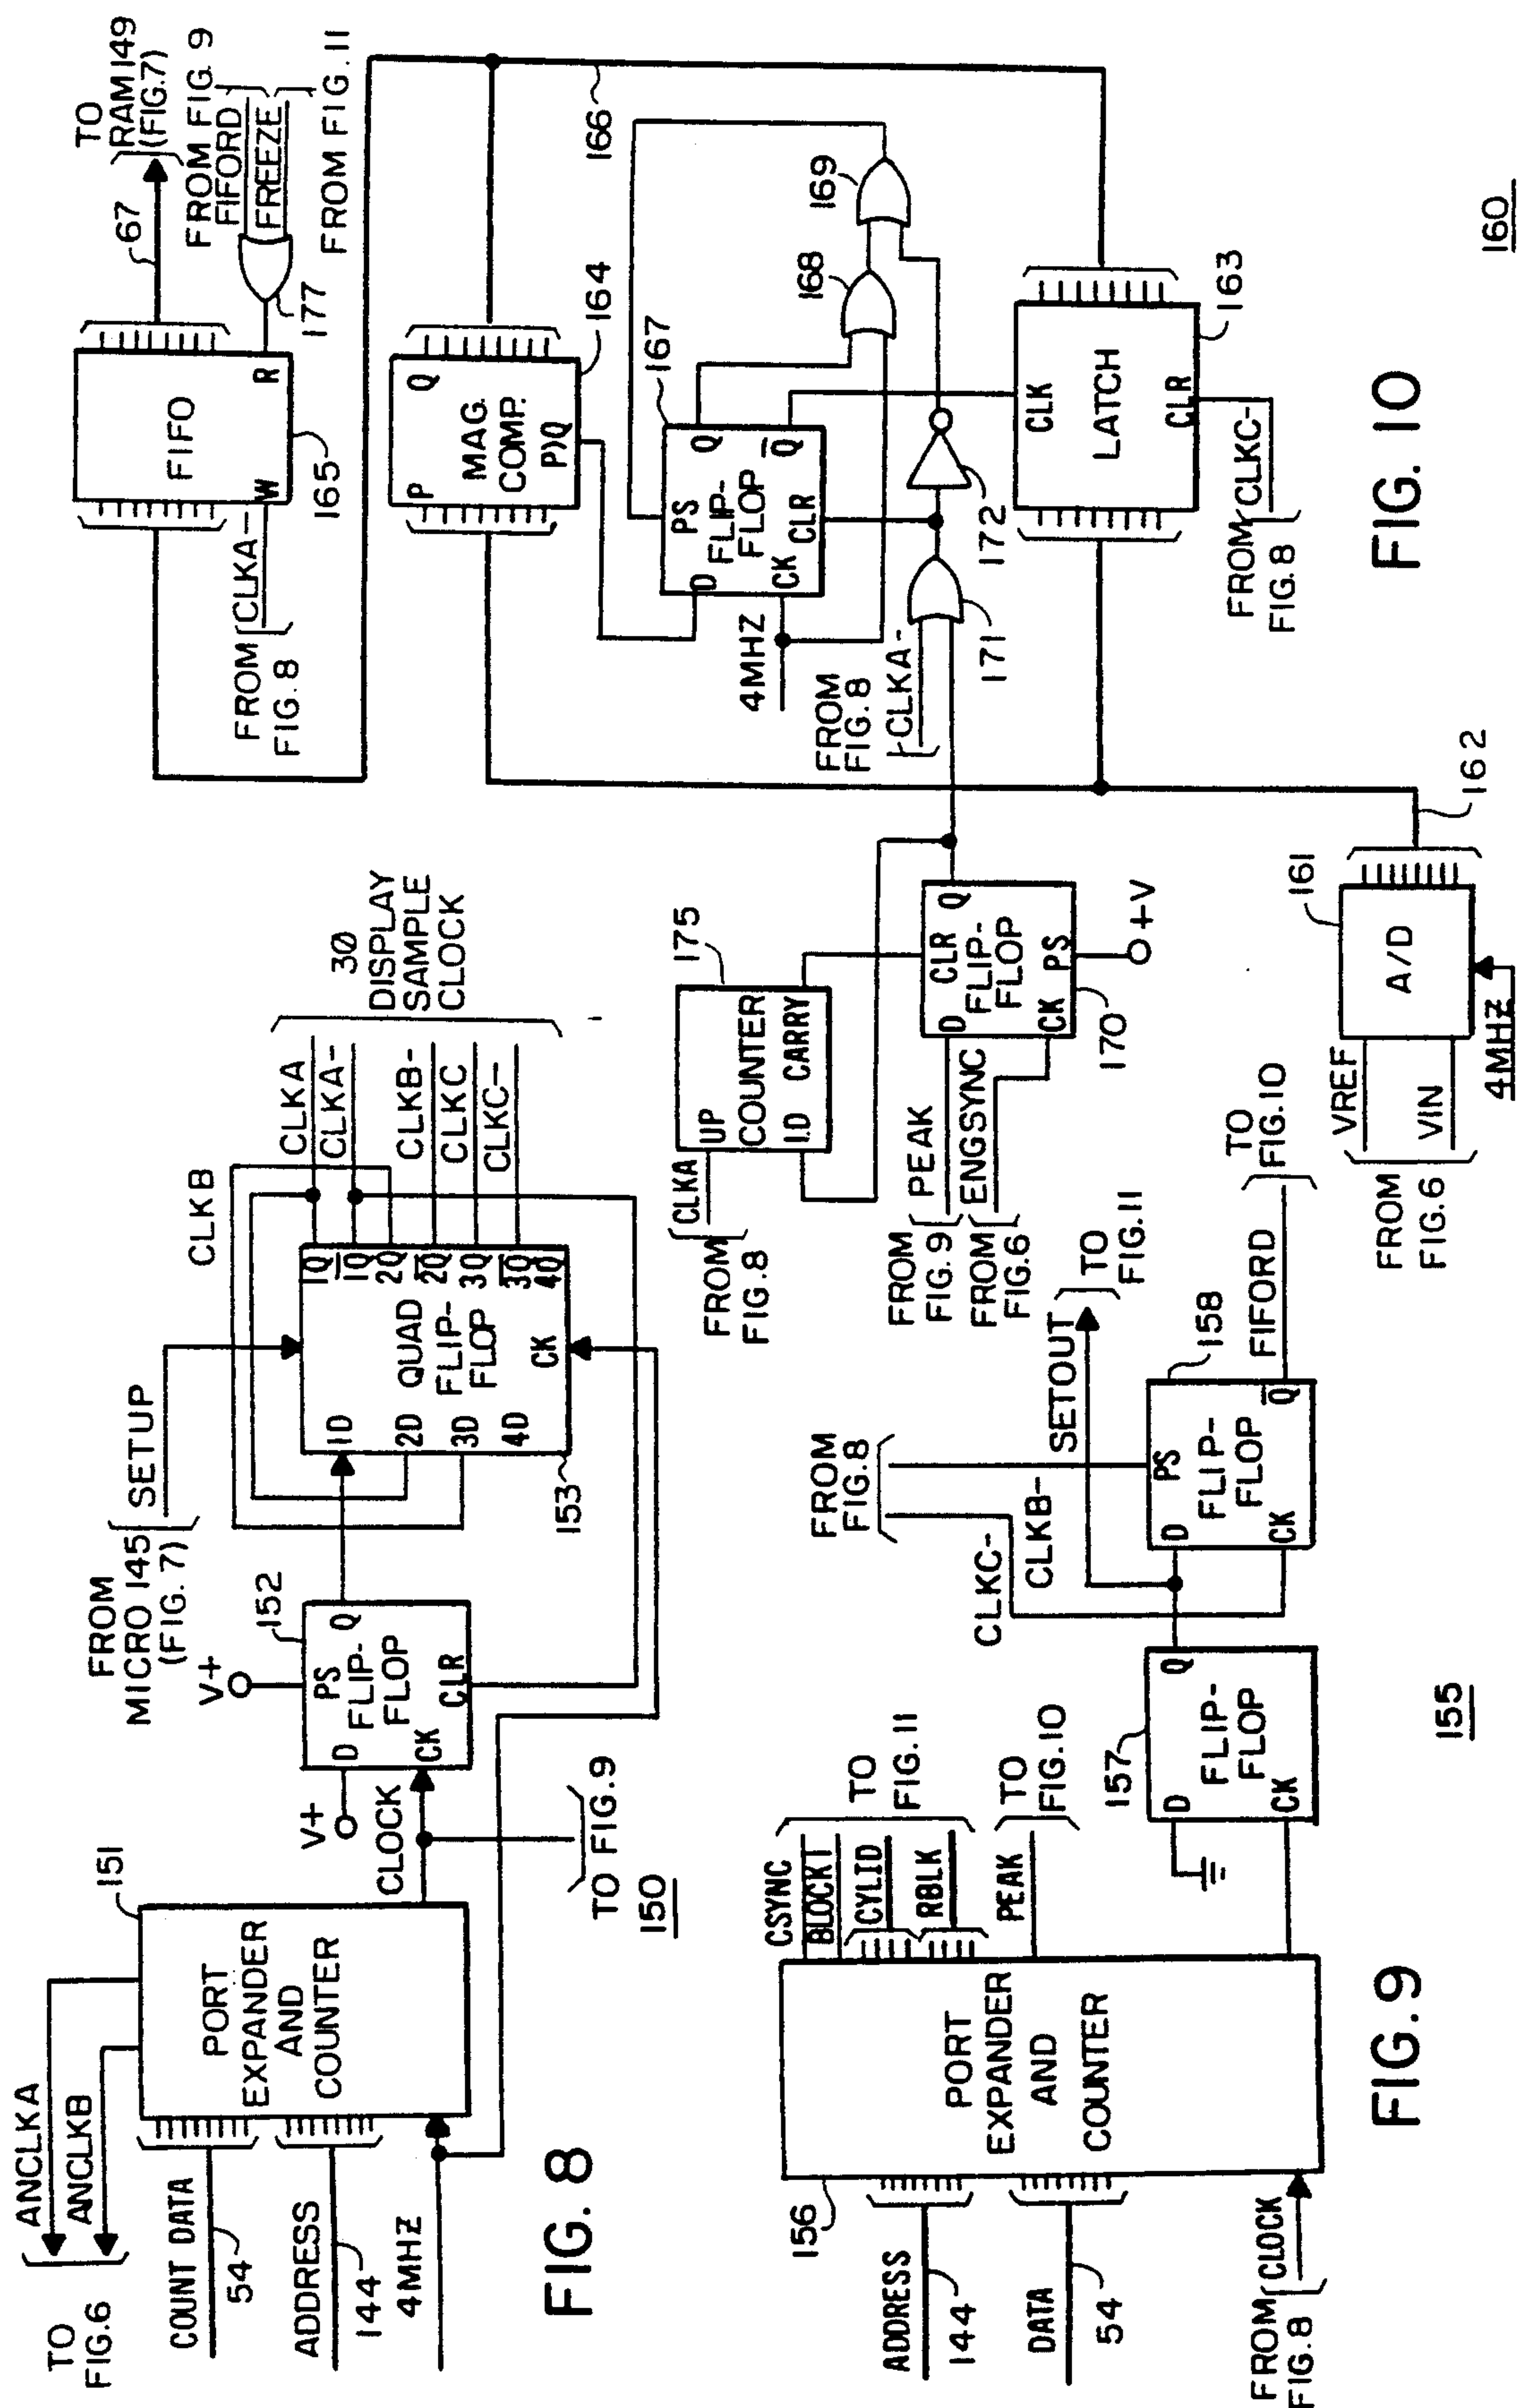 TO
FIG.6
ANCLKA
ANCLKB
COUNT DATA
54
ADDRESS
144
4MHZ
PORT
EXPANDER
AND
COUNTER
151
CLOCK
TO FIG.9
150
V+
V+
152
D
PS
FLIP-
FLOP
Q
CK
CLR
FROM
MICRO 145
(FIG. 7)
SETUP
CLKB
1D
2D
3D
4D
QUAD
FLIP-
FLOP
CK
1Q
1Q
2Q
2Q
3Q
3Q
4Q
153
CLKA
CLKA-
CLKB-
CLKC
CLKC-
30
DISPLAY
SAMPLE
CLOCK
FIG. 8
156
ADDRESS
144
DATA
54
FROM
FIG.8
CLOCK
PORT
EXPANDER
AND
COUNTER
CSYNC
BLOCK1
CYLID
RBLK
TO
FIG.11
PEAK
TO
FIG.10
157
D
FLIP-
FLOP
Q
CK
155
FROM
FIG.8
CLKC-
CLKB-
SETOUT
TO
FIG.11
158
D
PS
FLIP-
FLOP
CK
Q
FIFORD
TO
FIG.10
FIG.9
FROM
FIG.8
CLKA
175
UP
COUNTER
I.D
CARRY
FROM
FIG.9
PEAK
FROM
FIG.6
ENGSYNC
D
CLR
Q
FLIP-
FLOP
CK
PS
170
+V
FROM
FIG.6
VREF
VIN
161
A/D
4MHZ
162
FROM
FIG.8
CLKA-
171
172
4MHZ
167
D
PS
Q
FLIP-
FLOP
CK
CLR
Q
168
169
166
P
Q
MAG.
COMP.
P⟩Q
164
CLK
LATCH
CLR
163
FROM
FIG.8
CLKC-
FROM
FIG.8
CLKA-
FIFO
W
R
165
67
TO
RAM149
(FIG.7)
FROM FIG. 9
FIFORD
FREEZE
FROM FIG. 11
177
FIG. 10
160